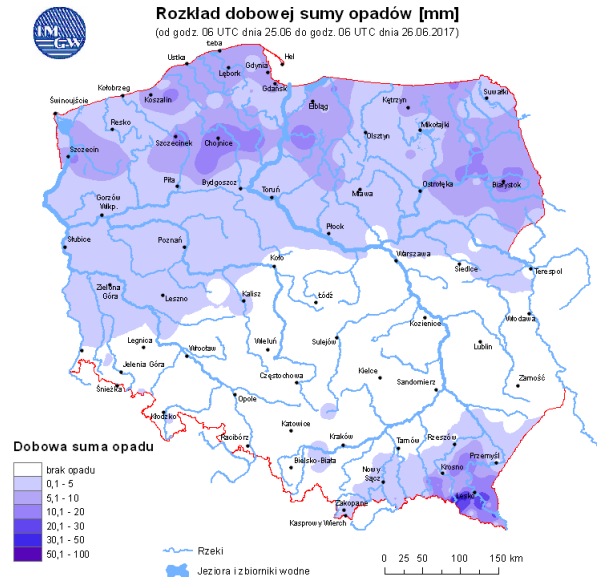 Rozkład dobowej sumy opadów [mm]
(od godz. 06 UTC dnia 25.06 do godz. 06 UTC dnia 26.06.2017)
IM
GW
Łeba
Ustka
Hel
Gdynia
Lębork
Gdańsk
Kołobrzeg
Koszalin
Elbląg
Kętrzyn
Suwałki
Świnoujście
Resko
Szczecinek
Chojnice
Olsztyn
Mikołajki
Szczecin
Piła
Bydgoszcz
Toruń
Mława
Ostrołęka
Białystok
Gorzów
Wlkp.
Płock
Słubice
Poznań
Koło
Warszawa
Siedlce
Terespol
Zielona
Góra
Leszno
Kalisz
Łódź
Kozienice
Włodawa
Legnica
Wrocław
Wieluń
Sulejów
Lublin
Jelenia Góra
Śnieżka
Częstochowa
Kielce
Sandomierz
Zamość
Opole
Kłodzko
Racibórz
Katowice
Kraków
Tarnów
Rzeszów
Przemyśl
Bielsko-Biała
Nowy
Sącz
Krosno
Lesko
Zakopane
Kasprowy Wierch
Dobowa suma opadu
brak opadu
0,1 - 5
5,1 - 10
10,1 - 20
20,1 - 30
30,1 - 50
50,1 - 100
Rzeki
Jeziora i zbiorniki wodne
0 25 50 100 150 km